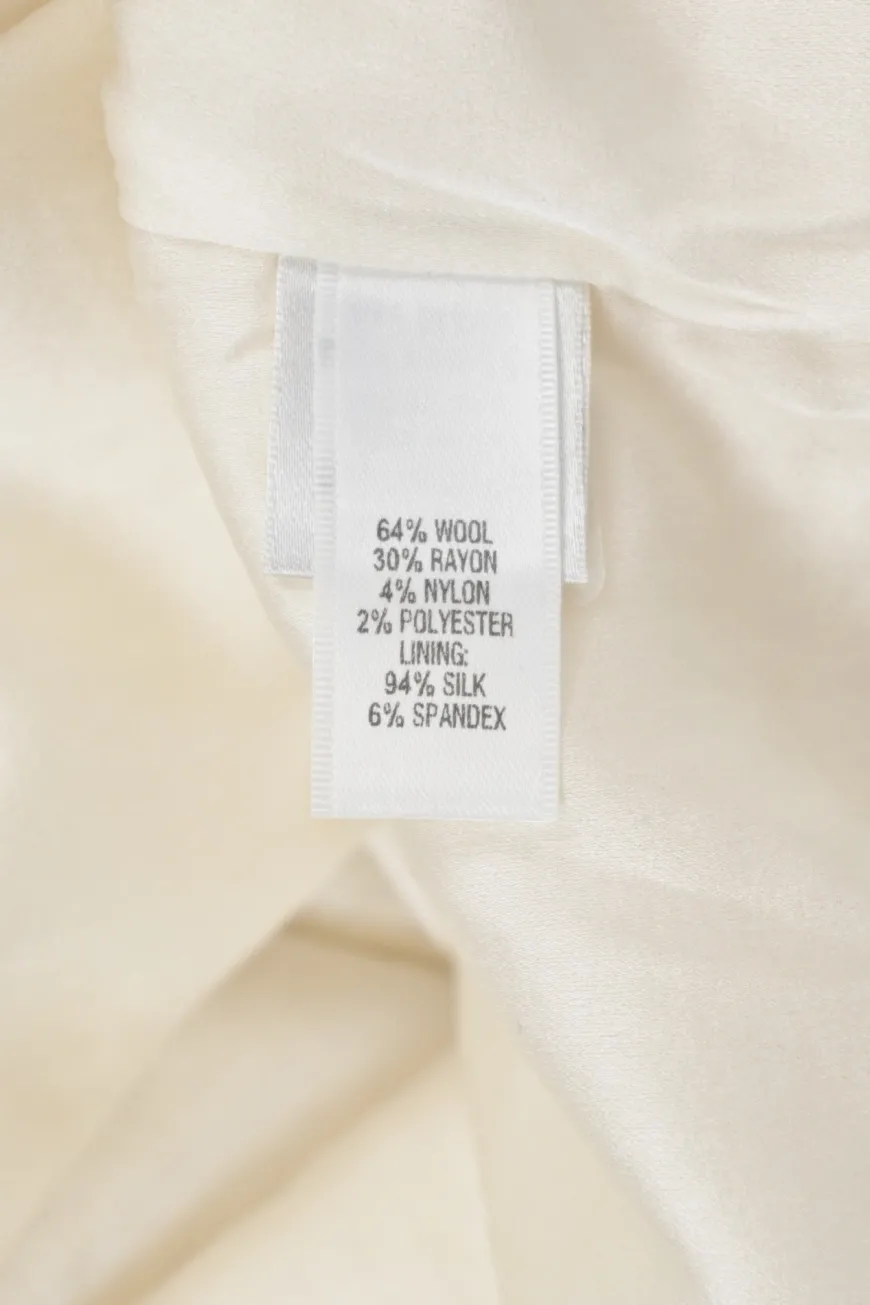 64% WOOL
30% RAYON
4% NYLON
2% POLYESTER
LINING:
94% SILK
6% SPANDEX